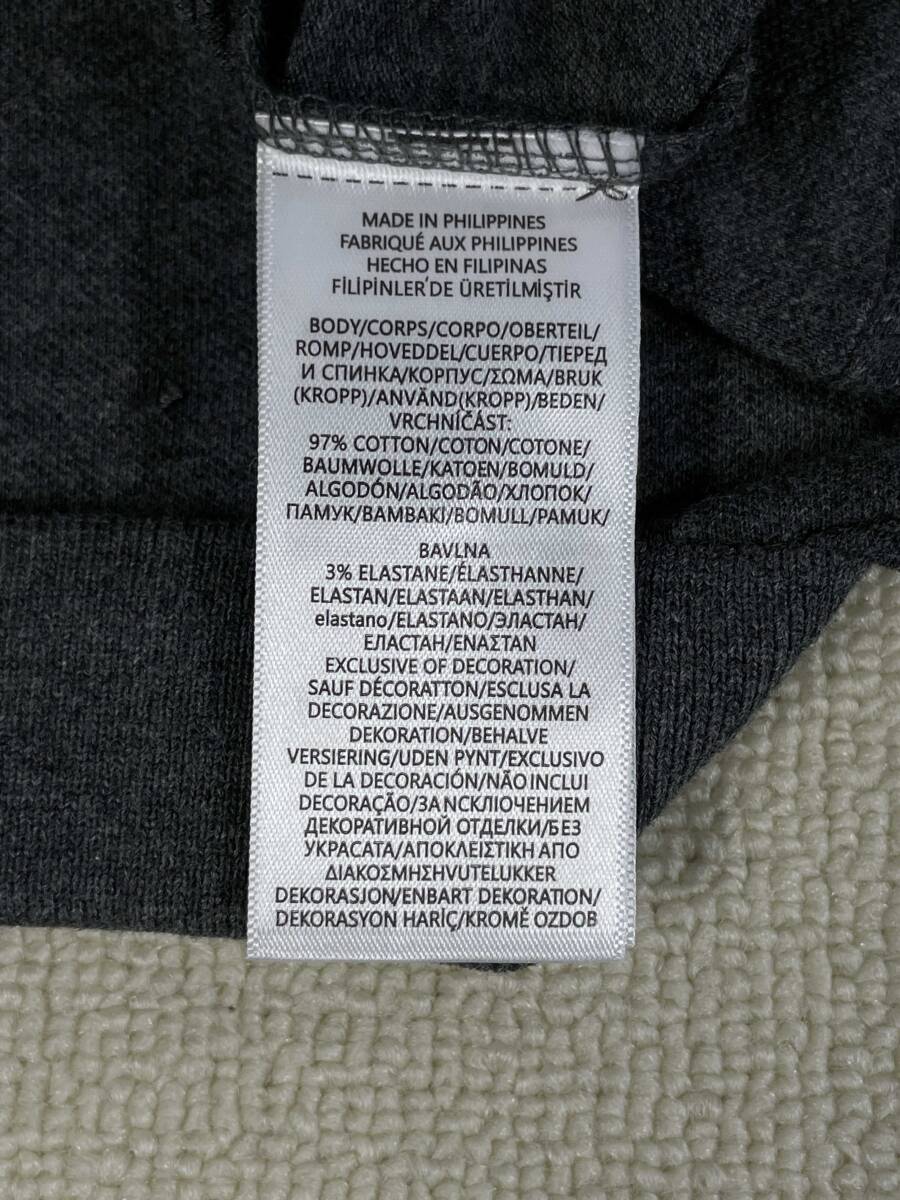 MADE IN PHILIPPINES
FABRIQUÉ AUX PHILIPPINES
HECHO EN FILIPINAS
FİLİPİNLER'DE ÜRETİLMİŞTİR
BODY/CORPS/CORPO/OBERTEIL/
ROMP/HOVEDDEL/CUERPO/ТІЕРЕД
И СПИНКА/КОРПУС/ΣΩΜΑ/BRUK
(KROPP)/ANVÄND(KROPP)/BEDEN/
VRCHNÍČÁST:
97% COTTON/COTON/COTONE/
BAUMWOLLE/KATOEN/BOMULD/
ALGODÓN/ALGODÃO/ХЛОПОК/
ПАМУК/BAMBAKI/BOMULL/PAMUK/
BAVLNA
3% ELASTANE/ÉLASTHANNE/
ELASTAN/ELASTAAN/ELASTHAN/
elastano/ELASTANO/ЭЛАСТАН/
ЕЛАСТАН/ΕΝΑΣΤΑΝ
EXCLUSIVE OF DECORATION/
SAUF DÉCORATTON/ESCLUSA LA
DECORAZIONE/AUSGENOMMEN
DEKORATION/BEHALVE
VERSIERING/UDEN PYNT/EXCLUSIVO
DE LA DECORACIÓN/NÃO INCLUI
DECORAÇÃO/ЗА NСКЛІОЧЕНИЕМ
ДЕКОРАТИВНОЙ ОТДЕЛКИ/БЕЗ
УКРАСАТА/ΑΠΟΚΛΕΙΣΤΙΚΗ ΑΠΟ
ΔΙΑΚΟΣΜΗΣΗVUTELUKKER
DEKORASJON/ENBART DEKORATION/
DEKORASYON HARİÇ/KROMĚ OZDOB